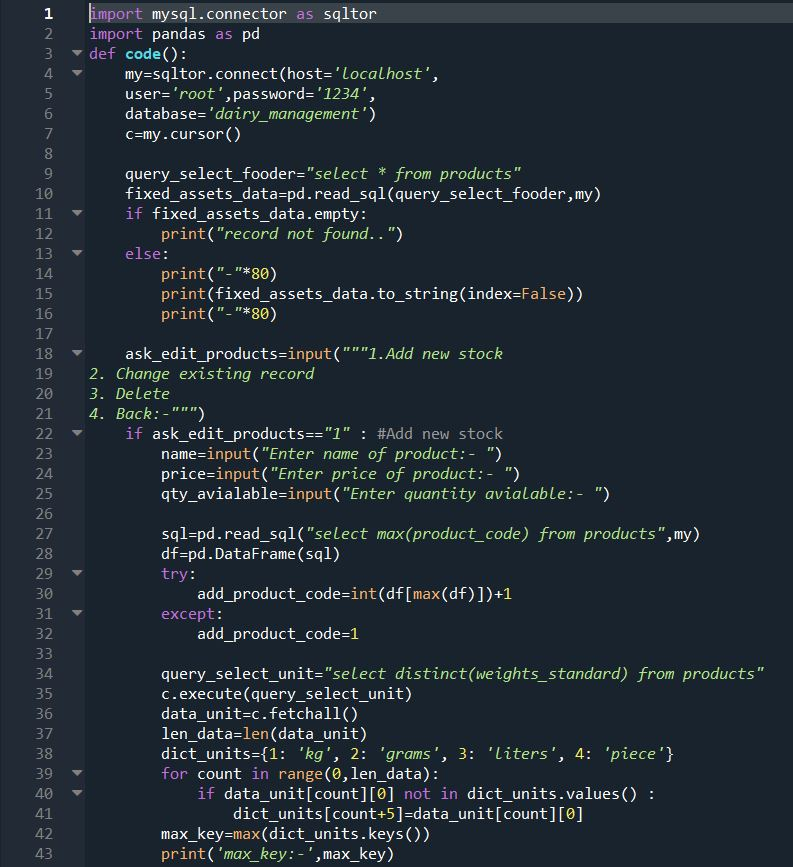 1 import mysql.connector as sqltor
2 import pandas as pd
3 def code():
4     my=sqltor.connect(host='localhost',
5     user='root',password='1234',
6     database='dairy_management')
7     c=my.cursor()
8
9     query_select_fooder="select * from products"
10     fixed_assets_data=pd.read_sql(query_select_fooder,my)
11     if fixed_assets_data.empty:
12         print("record not found..")
13     else:
14         print("-"*80)
15         print(fixed_assets_data.to_string(index=False))
16         print("-"*80)
17
18     ask_edit_products=input("""1.Add new stock
19 2. Change existing record
20 3. Delete
21 4. Back:-""")
22     if ask_edit_products=="1" : #Add new stock
23         name=input("Enter name of product:- ")
24         price=input("Enter price of product:- ")
25         qty_avialable=input("Enter quantity avialable:- ")
26
27         sql=pd.read_sql("select max(product_code) from products",my)
28         df=pd.DataFrame(sql)
29         try:
30             add_product_code=int(df[max(df)])+1
31         except:
32             add_product_code=1
33
34         query_select_unit="select distinct(weights_standard) from products"
35         c.execute(query_select_unit)
36         data_unit=c.fetchall()
37         len_data=len(data_unit)
38         dict_units={1: 'kg', 2: 'grams', 3: 'liters', 4: 'piece'}
39         for count in range(0,len_data):
40             if data_unit[count][0] not in dict_units.values() :
41                 dict_units[count+5]=data_unit[count][0]
42         max_key=max(dict_units.keys())
43         print('max_key:-',max_key)